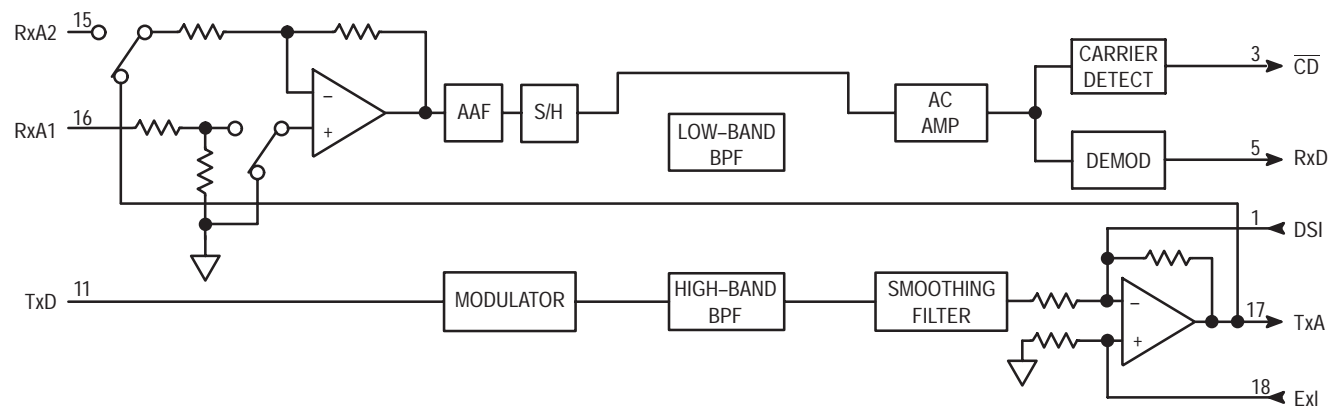 RxA2 15
RxA1 16
−
+
AAF
S/H
LOW–BAND
BPF
AC
AMP
CARRIER
DETECT
3 CD
DEMOD
5 RxD
1 DSI
TxD 11
MODULATOR
HIGH–BAND
BPF
SMOOTHING
FILTER
−
+
17 TxA
18 ExI